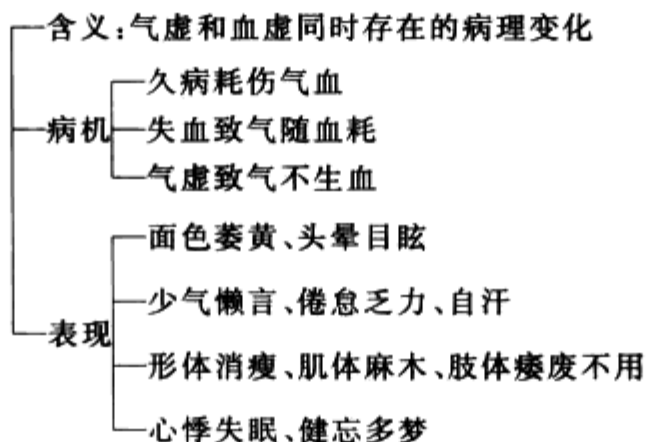 含义:气虚和血虚同时存在的病理变化
病机
久病耗伤气血
失血致气随血耗
气虚致气不生血
表现
面色萎黄、头晕目眩
少气懒言、倦怠乏力、自汗
形体消瘦、肌体麻木、肢体痿废不用
心悸失眠、健忘多梦